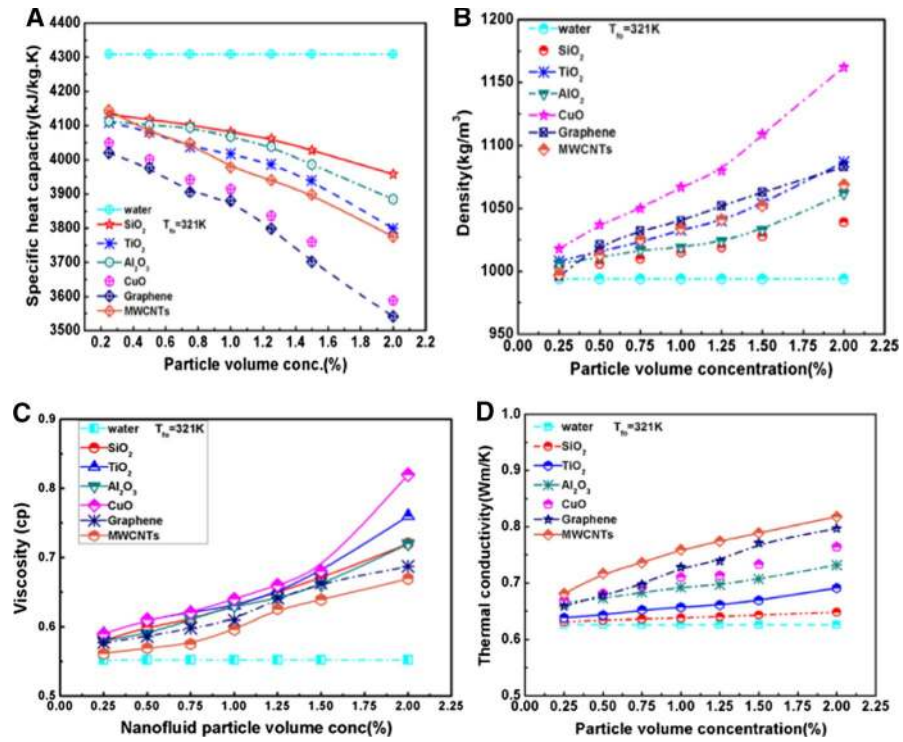 A
4400
4300
4200
4100
4000
3900
3800
3700
3600
3500
Specific heat capacity(kJ/kg.K)
water
SiO₂ T_fo=321K
TiO₂
Al₂O₃
CuO
Graphene
MWCNTs
0.2 0.4 0.6 0.8 1.0 1.2 1.4 1.6 1.8 2.0 2.2
Particle volume conc.(%)
B
1150
1100
1050
1000
950
Density(kg/m³)
water T_fo=321K
SiO₂
TiO₂
AlO₂
CuO
Graphene
MWCNTs
0.00 0.25 0.50 0.75 1.00 1.25 1.50 1.75 2.00 2.25
Particle volume concentration(%)
C
0.9
0.8
0.7
0.6
0.5
Viscosity (cp)
water T_fo=321K
SiO₂
TiO₂
Al₂O₃
CuO
Graphene
MWCNTs
0.00 0.25 0.50 0.75 1.00 1.25 1.50 1.75 2.00 2.25
Nanofluid particle volume conc(%)
D
1.0
0.9
0.8
0.7
0.6
0.5
Thermal conductivity(Wm/K)
water T_fo=321K
SiO₂
TiO₂
Al₂O₃
CuO
Graphene
MWCNTs
0.00 0.25 0.50 0.75 1.00 1.25 1.50 1.75 2.00 2.25
Particle volume concentration(%)